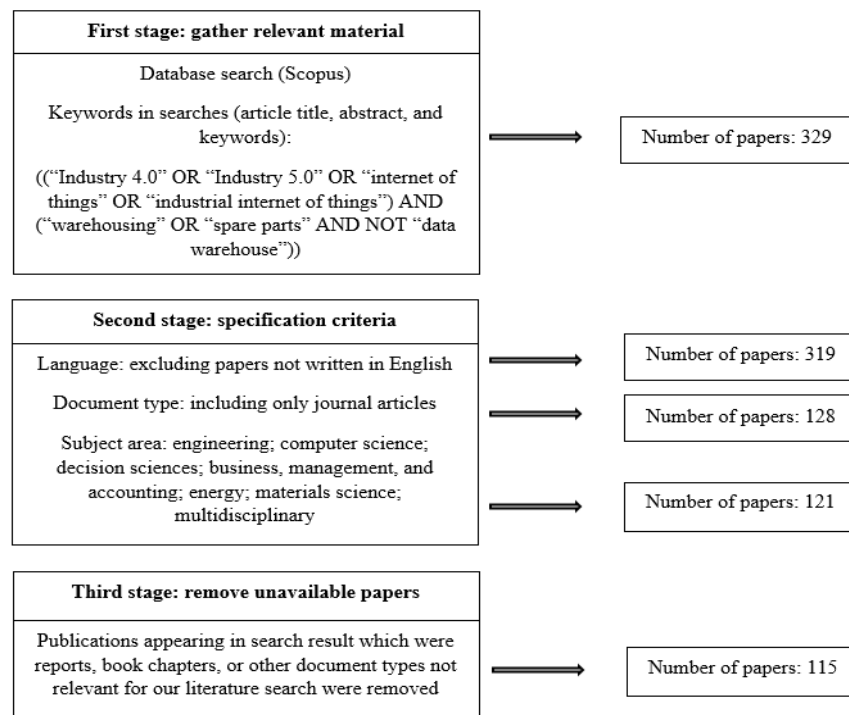 First stage: gather relevant material
Database search (Scopus)
Keywords in searches (article title, abstract, and
keywords):
((“Industry 4.0” OR “Industry 5.0” OR “internet of
things” OR “industrial internet of things”) AND
(“warehousing” OR “spare parts” AND NOT “data
warehouse”))
Number of papers: 329
Second stage: specification criteria
Language: excluding papers not written in English
Number of papers: 319
Document type: including only journal articles
Number of papers: 128
Subject area: engineering; computer science;
decision sciences; business, management, and
accounting; energy; materials science;
multidisciplinary
Number of papers: 121
Third stage: remove unavailable papers
Publications appearing in search result which were
reports, book chapters, or other document types not
relevant for our literature search were removed
Number of papers: 115